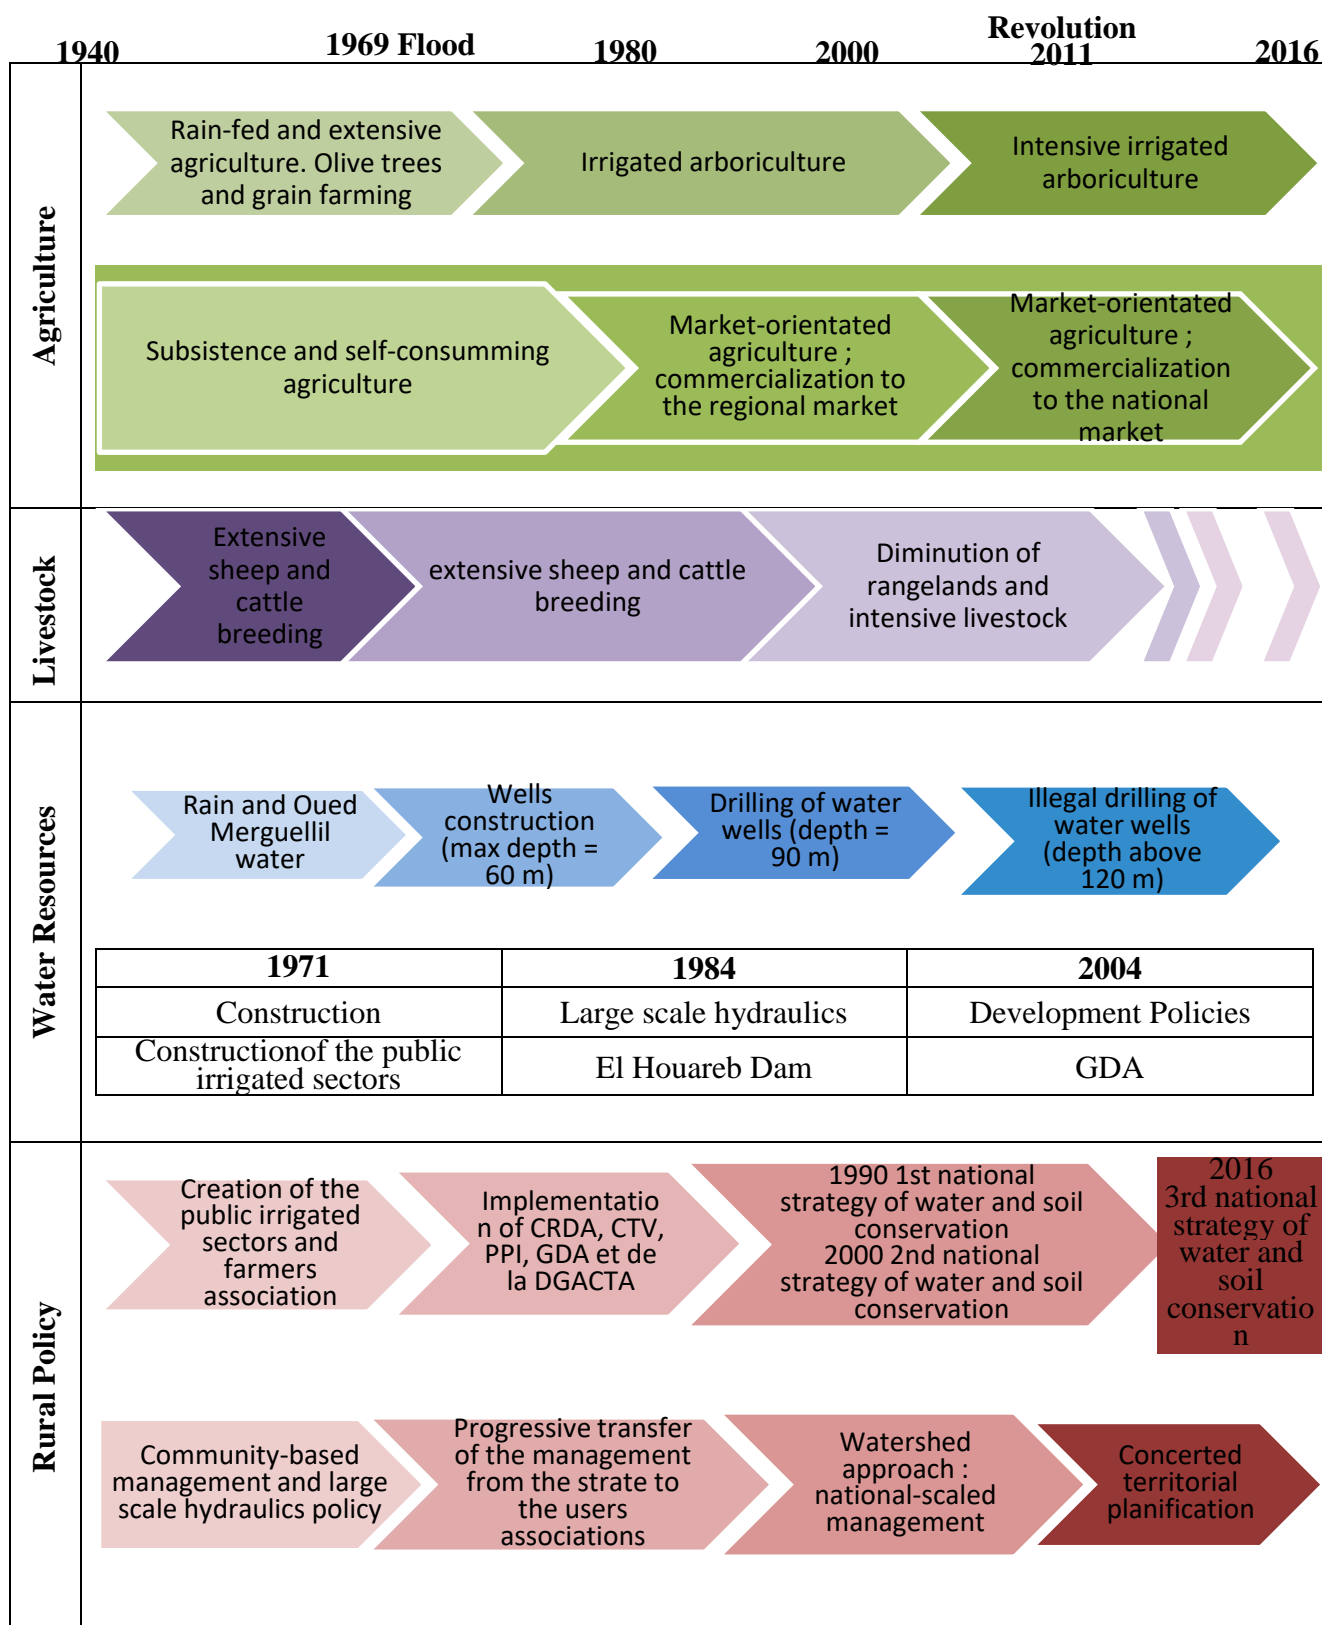 Revolution
1940 1969 Flood 1980 2000 2011 2016
Agriculture
Rain-fed and extensive
agriculture. Olive trees
and grain farming
Irrigated arboriculture
Intensive irrigated
arboriculture
Subsistence and self-consumming
agriculture
Market-orientated
agriculture ;
commercialization to
the regional market
Market-orientated
agriculture ;
commercialization
to the national
market
Livestock
Extensive
sheep and
cattle
breeding
extensive sheep and cattle
breeding
Diminution of
rangelands and
intensive livestock
Water Resources
Rain and Oued
Merguellil
water
Wells
construction
(max depth =
60 m)
Drilling of water
wells (depth =
90 m)
Illegal drilling of
water wells
(depth above
120 m)
1971 1984 2004
Construction Large scale hydraulics Development Policies
Constructionof the public
irrigated sectors
El Houareb Dam
GDA
Rural Policy
Creation of the
public irrigated
sectors and
farmers
association
Implementatio
n of CRDA, CTV,
PPI, GDA et de
la DGACTA
1990 1st national
strategy of water and soil
conservation
2000 2nd national
strategy of water and soil
conservation
2016
3rd national
strategy of
water and
soil
conservatio
n
Community-based
management and large
scale hydraulics policy
Progressive transfer
of the management
from the strate to
the users
associations
Watershed
approach :
national-scaled
management
Concerted
territorial
planification